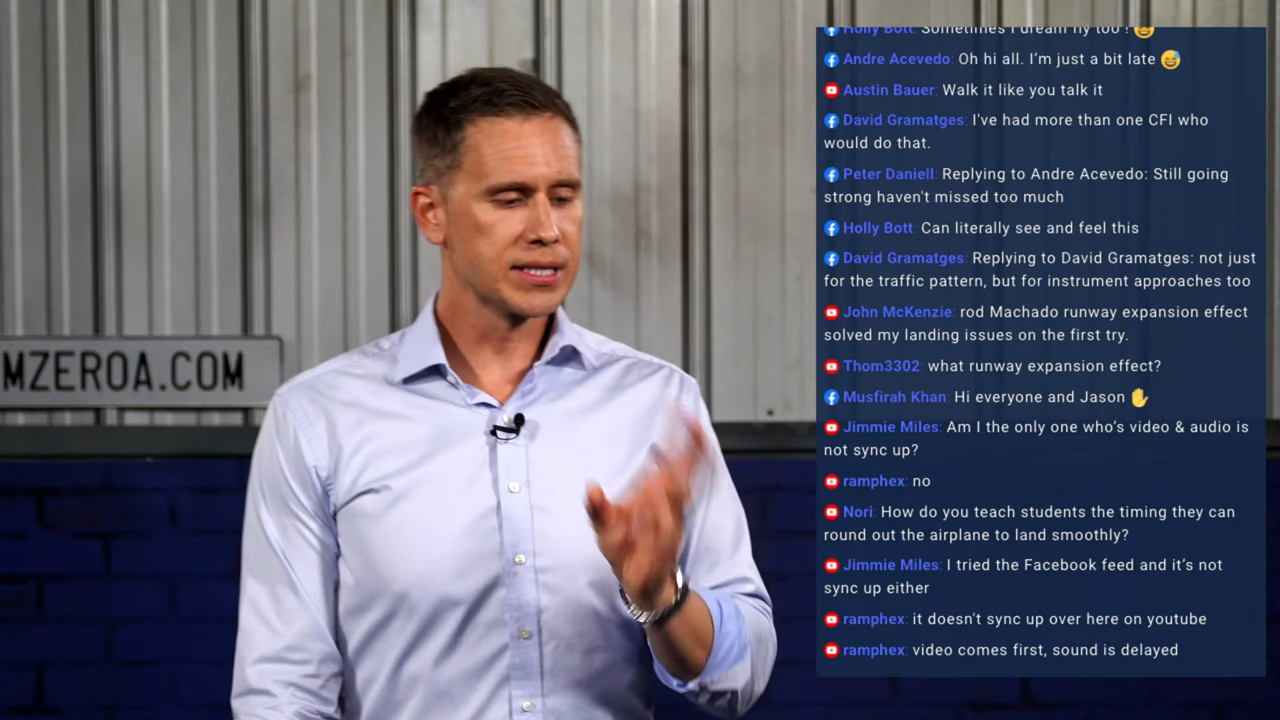 Holly Bott: Sometimes I dream fly too ! 😅
Andre Acevedo: Oh hi all. I’m just a bit late 😅
Austin Bauer: Walk it like you talk it
David Gramatges: I've had more than one CFI who
would do that.
Peter Daniell: Replying to Andre Acevedo: Still going
strong haven't missed too much
Holly Bott: Can literally see and feel this
David Gramatges: Replying to David Gramatges: not just
for the traffic pattern, but for instrument approaches too
John McKenzie: rod Machado runway expansion effect
solved my landing issues on the first try.
Thom3302: what runway expansion effect?
MZEROA.COM
Musfirah Khan: Hi everyone and Jason ✋
Jimmie Miles: Am I the only one who’s video & audio is
not sync up?
ramphex: no
Nori: How do you teach students the timing they can
round out the airplane to land smoothly?
Jimmie Miles: I tried the Facebook feed and it’s not
sync up either
ramphex: it doesn't sync up over here on youtube
ramphex: video comes first, sound is delayed